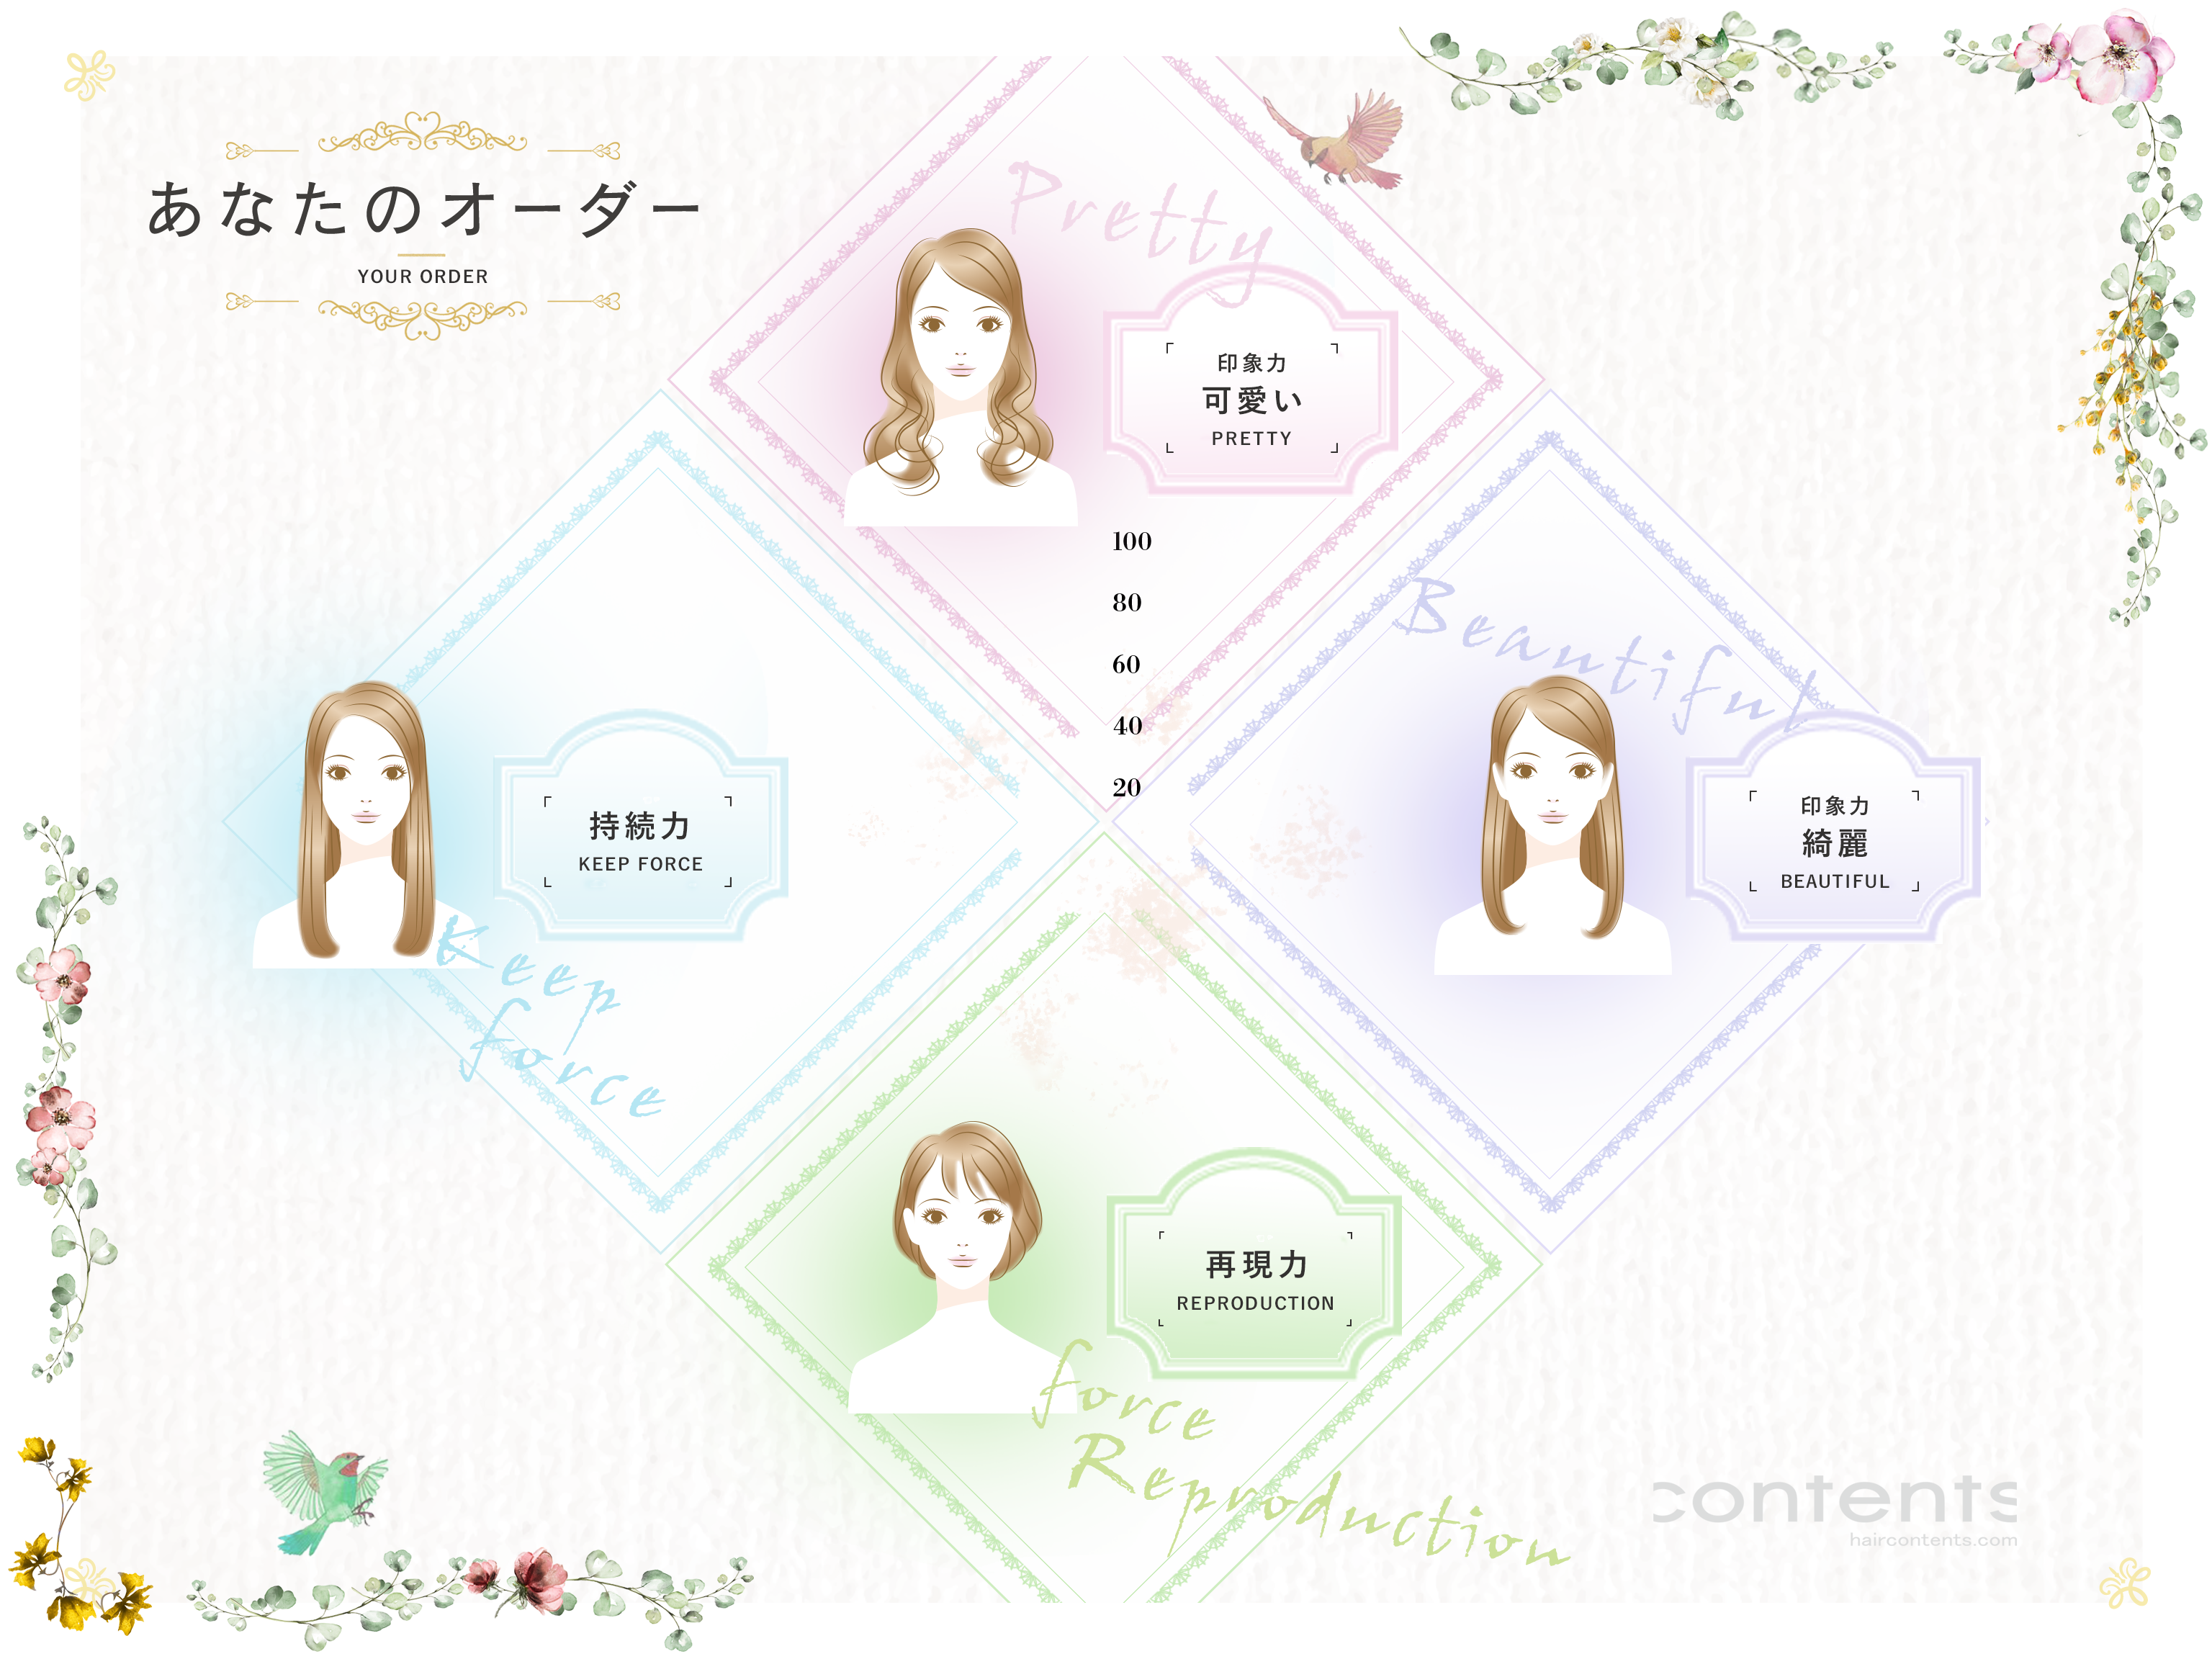 あなたのオーダー
YOUR ORDER
Pretty
印象力
可愛い
PRETTY
100
80
60
40
20
Beautiful
印象力
綺麗
BEAUTIFUL
持続力
KEEP FORCE
Keep
force
再現力
REPRODUCTION
force
Reproduction
contents
haircontents.com